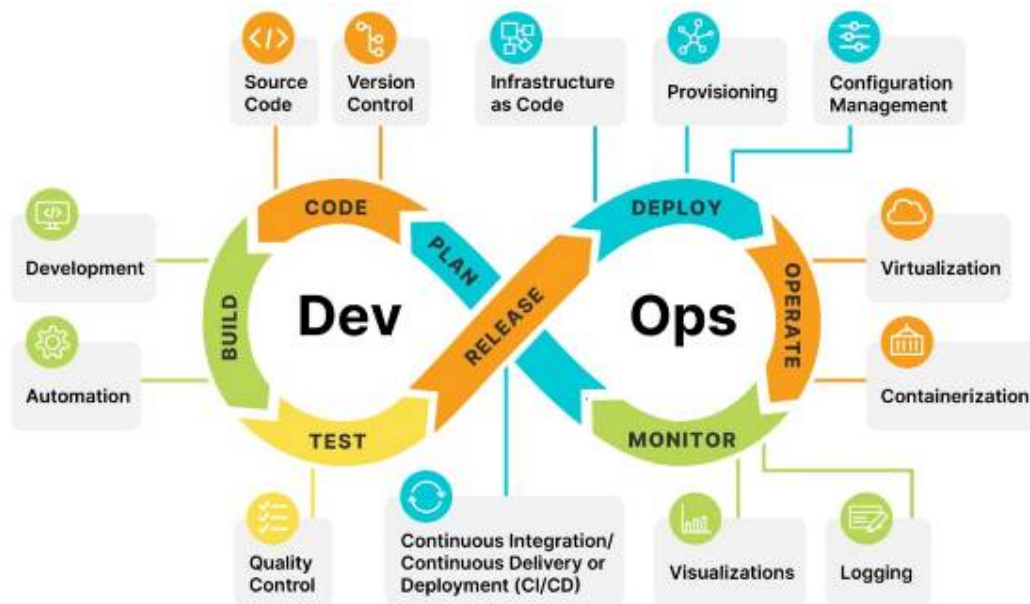 </>
Source
Code
Version
Control
Infrastructure
as Code
Provisioning
Configuration
Management
CODE
PLAN
DEPLOY
</>
Development
BUILD
Dev
RELEASE
Ops
OPERATE
Virtualization
Automation
Containerization
TEST
MONITOR
Quality
Control
Continuous Integration/
Continuous Delivery or
Deployment (CI/CD)
Visualizations
Logging